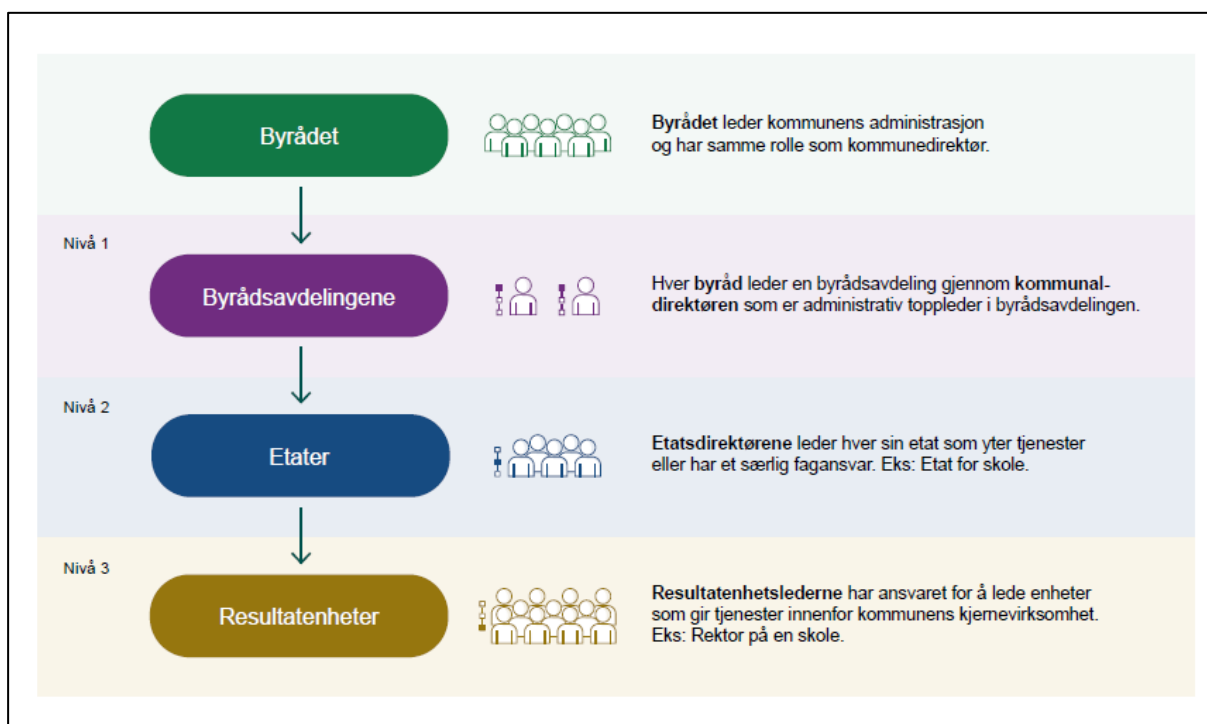 Byrådet
Byrådet leder kommunens administrasjon
og har samme rolle som kommunedirektør.
Nivå 1
Byrådsavdelingene
Hver byråd leder en byrådsavdeling gjennom kommunal-
direktøren som er administrativ toppleder i byrådsavdelingen.
Nivå 2
Etater
Etatsdirektørene leder hver sin etat som yter tjenester
eller har et særlig fagansvar. Eks: Etat for skole.
Nivå 3
Resultatenheter
Resultatenhetslederne har ansvaret for å lede enheter
som gir tjenester innenfor kommunens kjernevirksomhet.
Eks: Rektor på en skole.